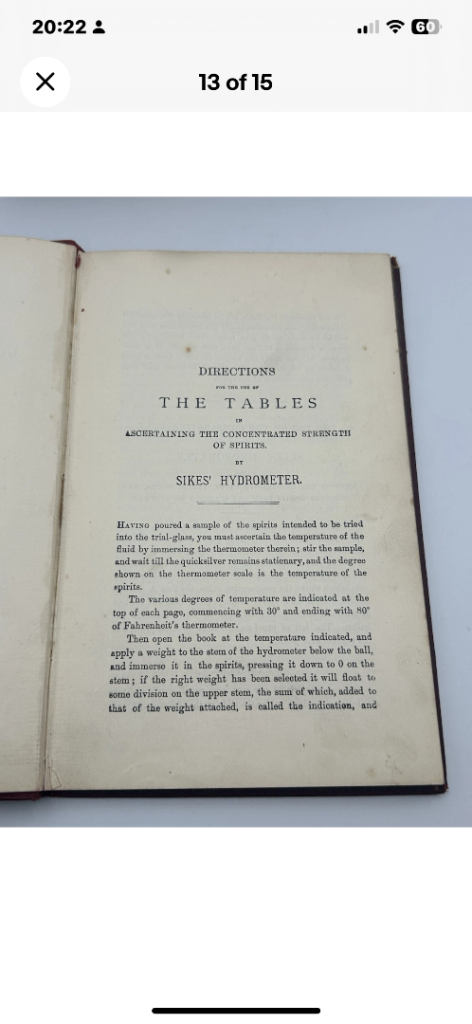 20:22
60
13 of 15
DIRECTIONS
FOR THE USE OF
THE TABLES
IN
ASCERTAINING THE CONCENTRATED STRENGTH
OF SPIRITS.
BY
SIKES' HYDROMETER.
HAVING poured a sample of the spirits intended to be tried
into the trial-glass, you must ascertain the temperature of the
fluid by immersing the thermometer therein; stir the sample,
and wait till the quicksilver remains stationary, and the degree
shown on the thermometer scale is the temperature of the
spirits.
The various degrees of temperature are indicated at the
top of each page, commencing with 30° and ending with 80°
of Fahrenheit's thermometer.
Then open the book at the temperature indicated, and
apply a weight to the stem of the hydrometer below the ball,
and immerse it in the spirits, pressing it down to 0 on the
stem; if the right weight has been selected it will float to
some division on the upper stem, the sum of which, added to
that of the weight attached, is called the indication, and